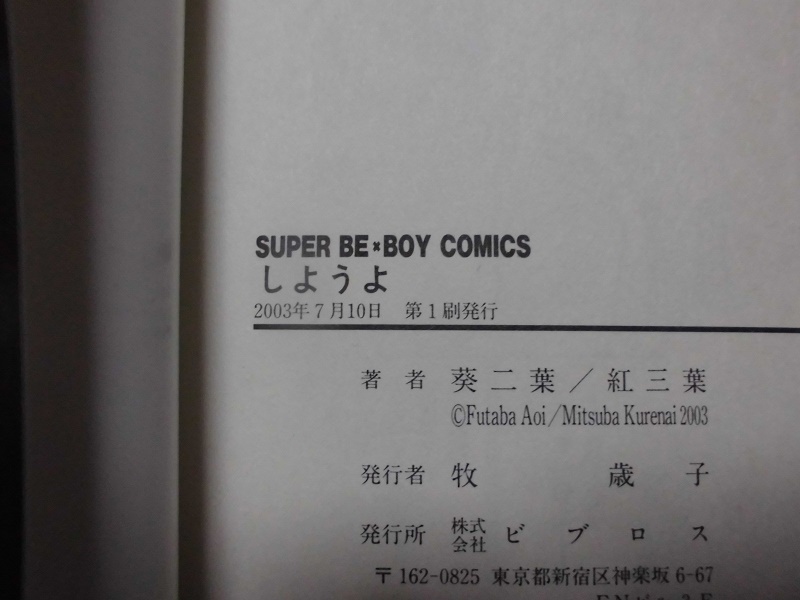 SUPER BE×BOY COMICS
しようよ
2003年7月10日　第1刷発行
著者　葵二葉／紅三葉
©Futaba Aoi/Mitsuba Kurenai 2003
発行者　牧　歳子
発行所　株式会社　ビブロス
〒162-0825 東京都新宿区神楽坂6-67